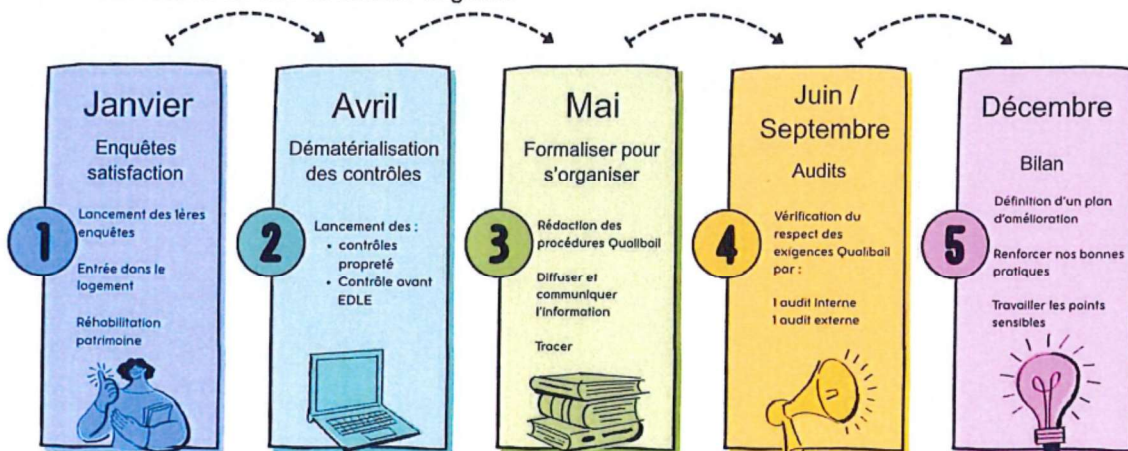 Janvier
Enquêtes
satisfaction
1
Lancement des 1ères
enquêtes
Entrée dans le
logement
Réhabilitation
patrimoine
Avril
Dématérialisation
des contrôles
2
Lancement des :
• contrôles
propreté
• Contrôle avant
EDLE
Mai
Formaliser pour
s'organiser
3
Rédaction des
procédures Qualibail
Diffuser et
communiquer
l'information
Tracer
Juin /
Septembre
Audits
4
Vérification du
respect des
exigences Qualibail
par :
1 audit interne
1 audit externe
Décembre
Bilan
5
Définition d'un plan
d'amélioration
Renforcer nos bonnes
pratiques
Travailler les points
sensibles